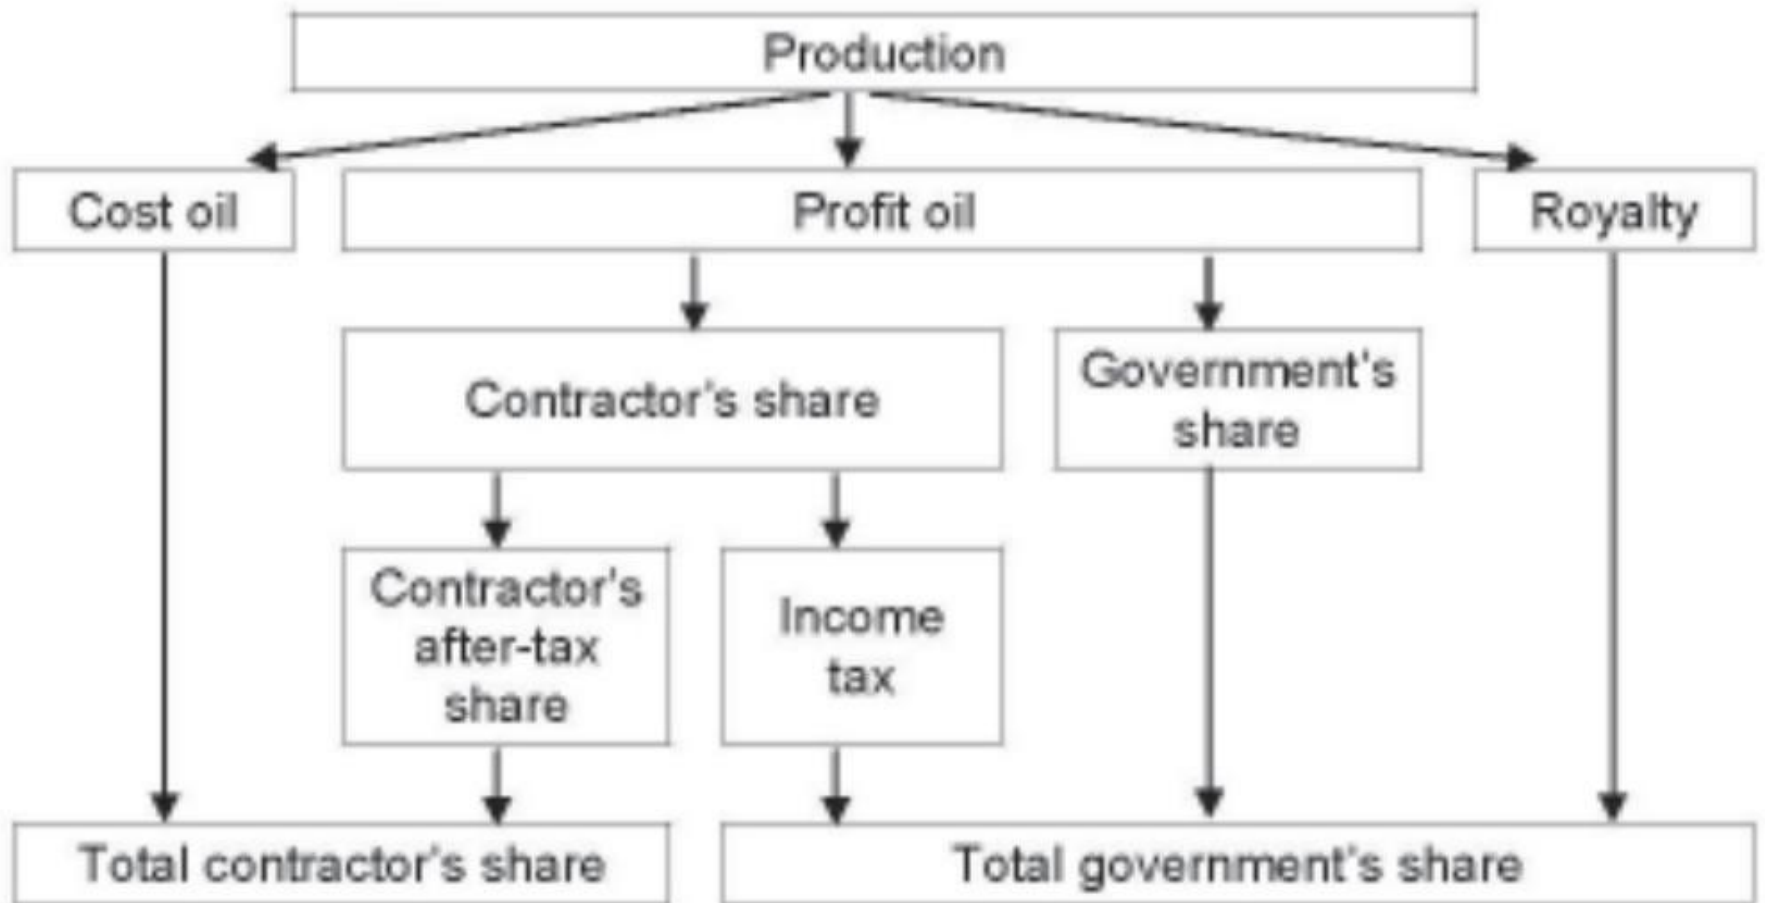 Production
Cost oil
Profit oil
Royalty
Contractor's share
Government's
share
Contractor's
after-tax
share
Income
tax
Total contractor's share
Total government's share